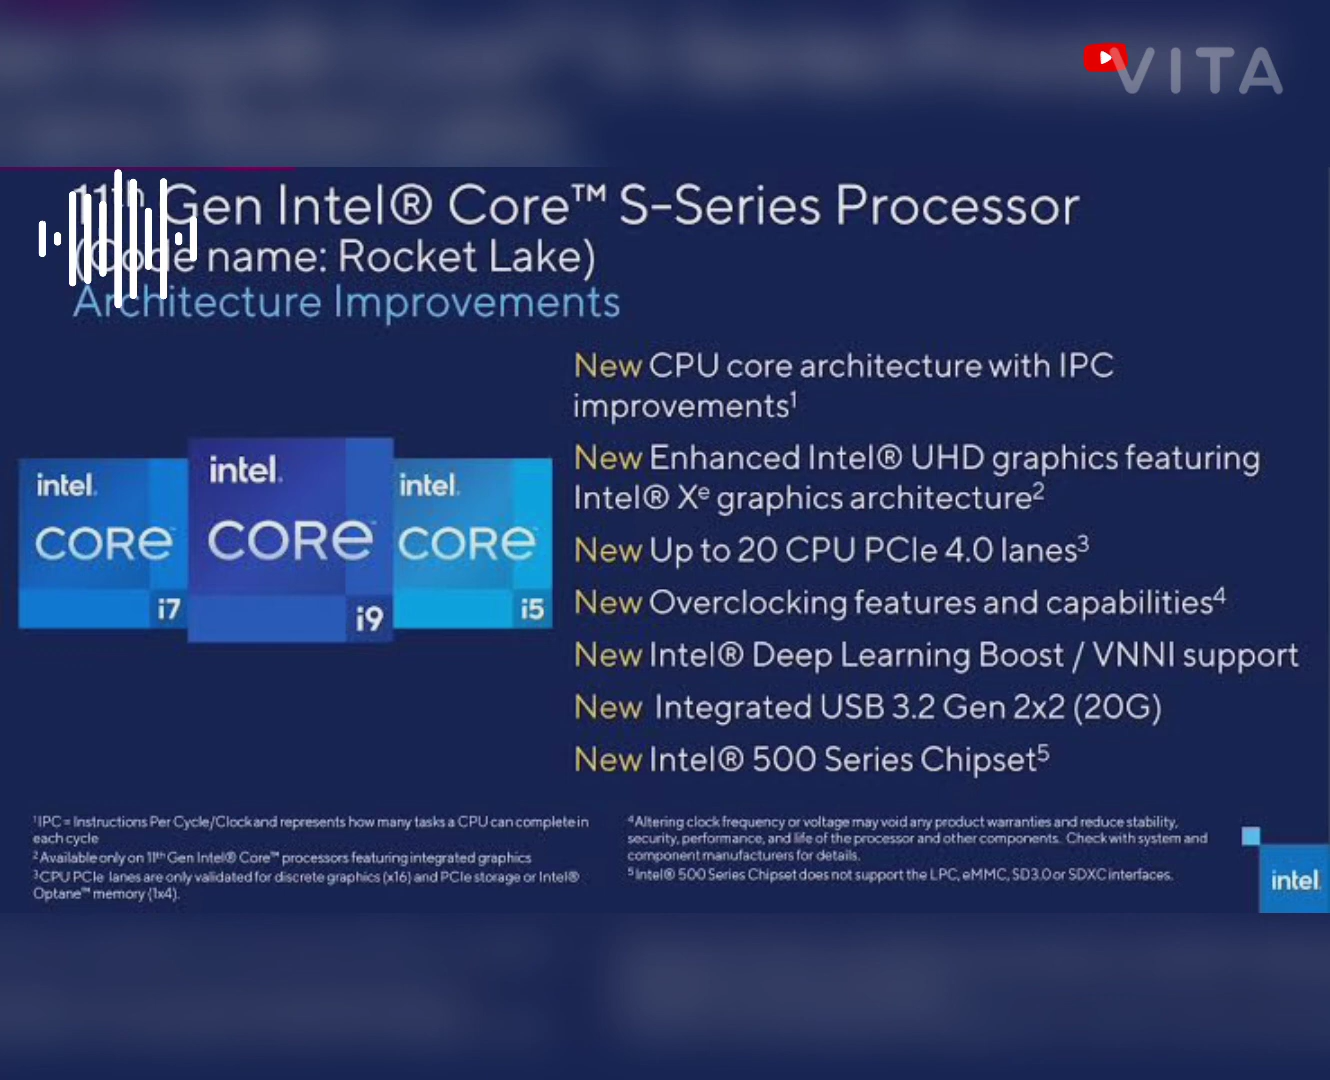 VITA
11th Gen Intel® Core™ S-Series Processor
(Code name: Rocket Lake)
Architecture Improvements
New CPU core architecture with IPC
improvements¹
New Enhanced Intel® UHD graphics featuring
Intel® Xᵉ graphics architecture²
New Up to 20 CPU PCIe 4.0 lanes³
New Overclocking features and capabilities⁴
New Intel® Deep Learning Boost / VNNI support
New Integrated USB 3.2 Gen 2x2 (20G)
New Intel® 500 Series Chipset⁵
intel.
CORE™
i7
intel.
CORE™
i9
intel.
CORE™
i5
¹IPC = Instructions Per Cycle/Clock and represents how many tasks a CPU can complete in
each cycle
²Available only on 11th Gen Intel® Core™ processors featuring integrated graphics
³CPU PCIe lanes are only validated for discrete graphics (x16) and PCIe storage or Intel®
Optane™ memory (1x4).
⁴Altering clock frequency or voltage may void any product warranties and reduce stability,
security, performance, and life of the processor and other components. Check with system and
component manufacturers for details.
⁵Intel® 500 Series Chipset does not support the LPC, eMMC, SD3.0 or SDXC interfaces.
intel